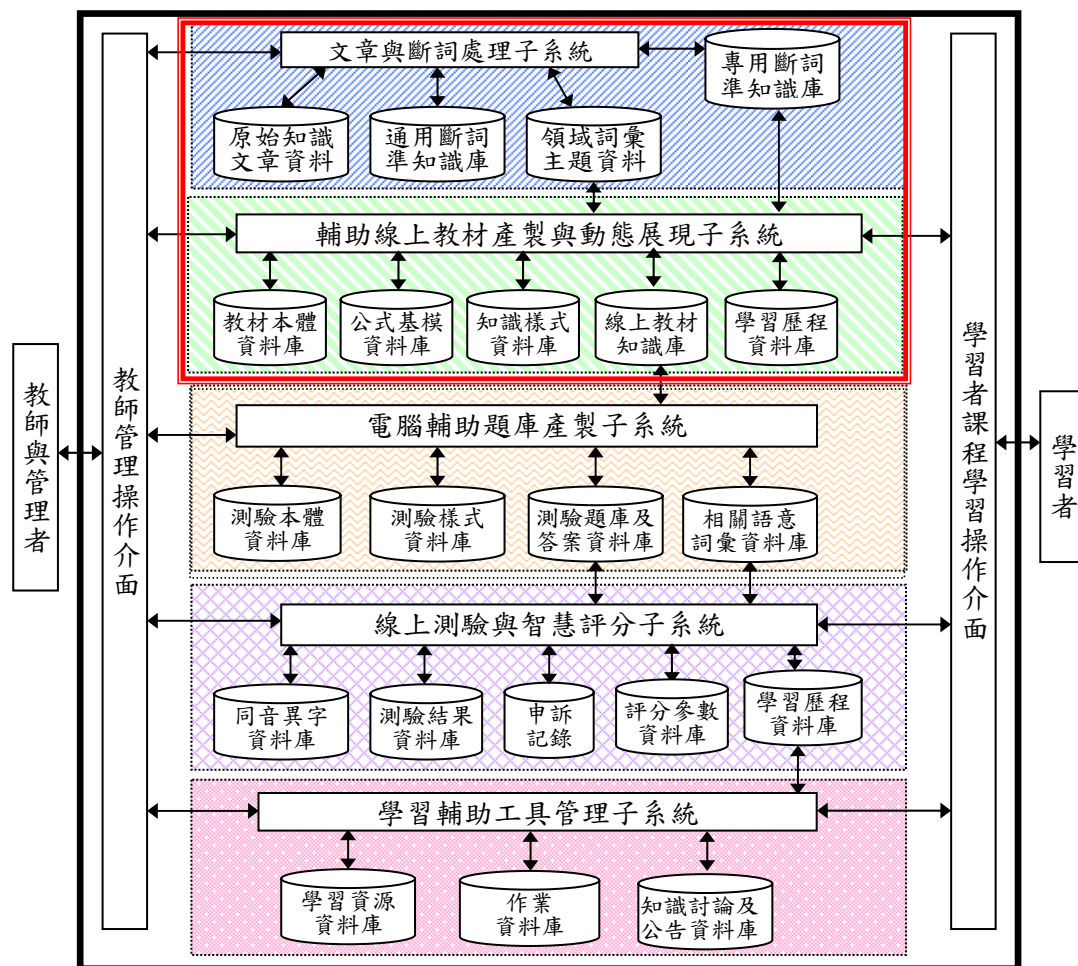 文章與斷詞處理子系統
專用斷詞
準知識庫
原始知識
文章資料
通用斷詞
準知識庫
領域詞彙
主題資料
輔助線上教材產製與動態展現子系統
教材本體
資料庫
公式基模
資料庫
知識樣式
資料庫
線上教材
知識庫
學習歷程
資料庫
教師與管理者
教師管理操作介面
學習者課程學習操作介面
學習者
電腦輔助題庫產製子系統
測驗本體
資料庫
測驗樣式
資料庫
測驗題庫及
答案資料庫
相關語意
詞彙資料庫
線上測驗與智慧評分子系統
同音異字
資料庫
測驗結果
資料庫
申訴
記錄
評分參數
資料庫
學習歷程
資料庫
學習輔助工具管理子系統
學習資源
資料庫
作業
資料庫
知識討論及
公告資料庫